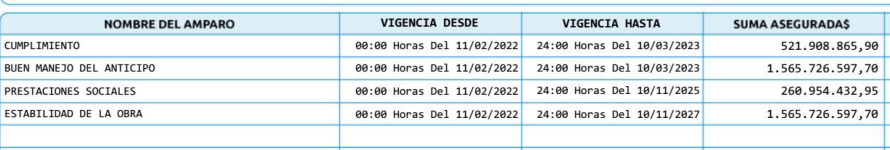 NOMBRE DEL AMPARO VIGENCIA DESDE VIGENCIA HASTA SUMA ASEGURADA$
CUMPLIMIENTO 00:00 Horas Del 11/02/2022 24:00 Horas Del 10/03/2023 521.908.865,90
BUEN MANEJO DEL ANTICIPO 00:00 Horas Del 11/02/2022 24:00 Horas Del 10/03/2023 1.565.726.597,70
PRESTACIONES SOCIALES 00:00 Horas Del 11/02/2022 24:00 Horas Del 10/11/2025 260.954.432,95
ESTABILIDAD DE LA OBRA 00:00 Horas Del 11/02/2022 24:00 Horas Del 10/11/2027 1.565.726.597,70